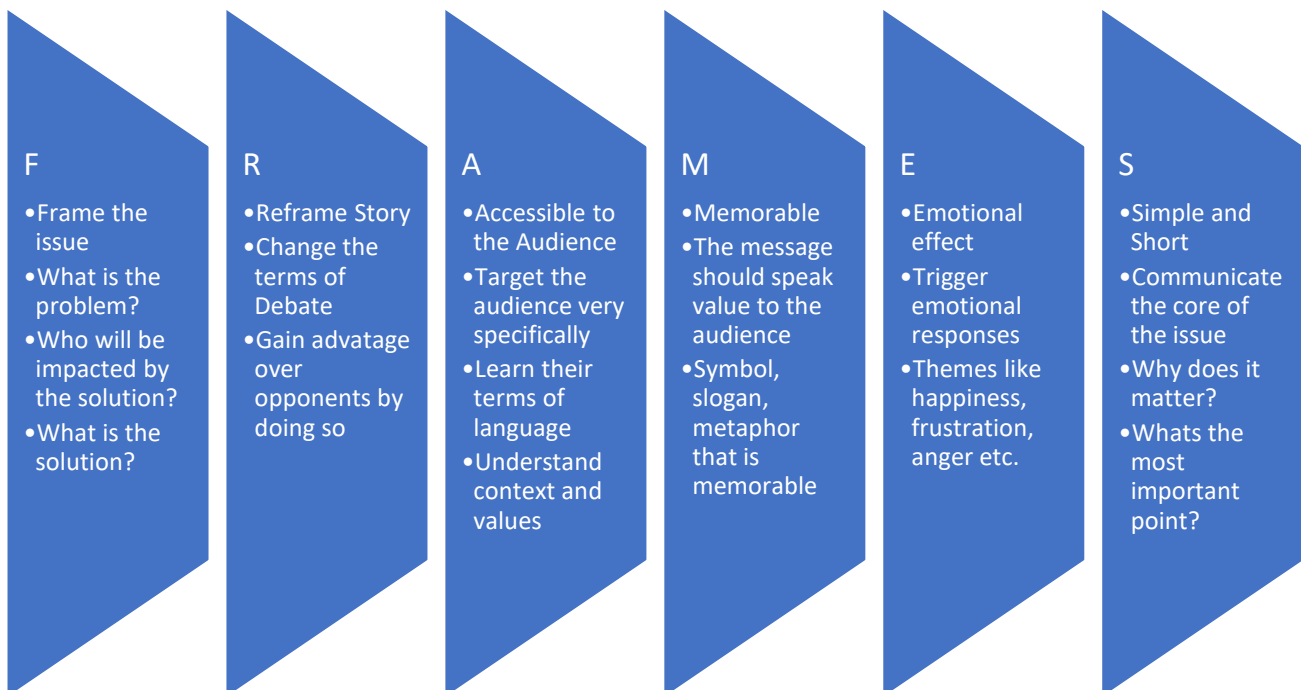 F
•Frame the
issue
•What is the
problem?
•Who will be
impacted by
the solution?
•What is the
solution?
R
•Reframe Story
•Change the
terms of
Debate
•Gain advatage
over
opponents by
doing so
A
•Accessible to
the Audience
•Target the
audience very
specifically
•Learn their
terms of
language
•Understand
context and
values
M
•Memorable
•The message
should speak
value to the
audience
•Symbol,
slogan,
metaphor
that is
memorable
E
•Emotional
effect
•Trigger
emotional
responses
•Themes like
happiness,
frustration,
anger etc.
S
•Simple and
Short
•Communicate
the core of
the issue
•Why does it
matter?
•Whats the
most
important
point?